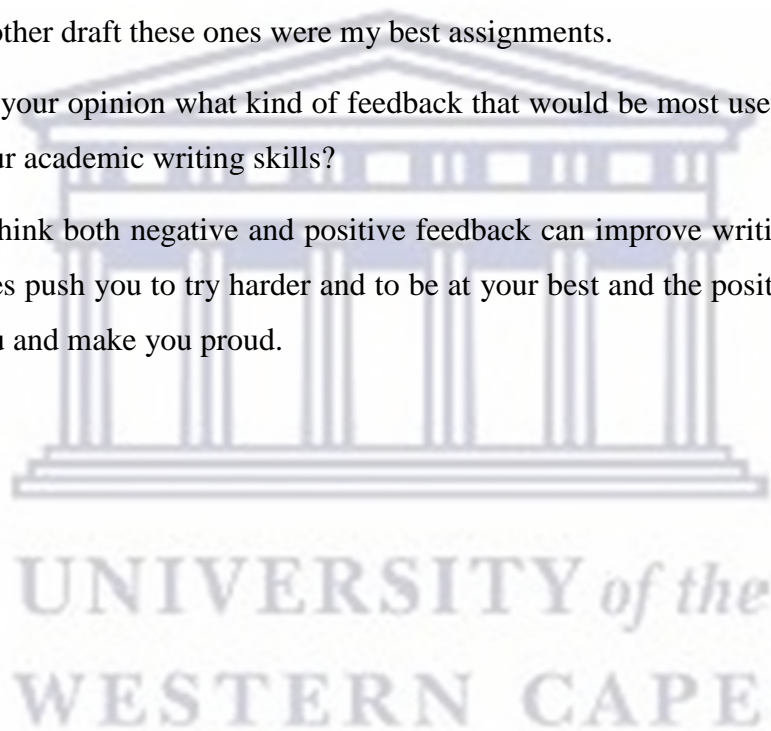 other draft these ones were my best assignments.
your opinion what kind of feedback that would be most use
ur academic writing skills?
hink both negative and positive feedback can improve writi
es push you to try harder and to be at your best and the posit
u and make you proud.
UNIVERSITY of the
WESTERN CAPE